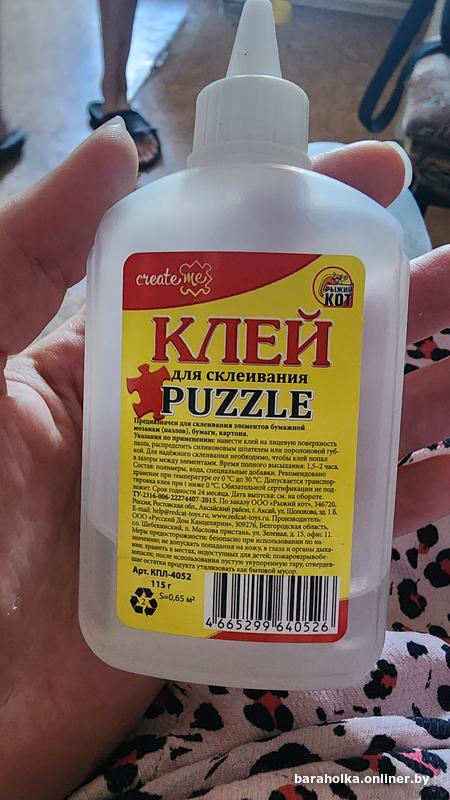 create me
РЫЖИЙ
КОТ
КЛЕЙ
для склеивания
PUZZLE
Предназначен для склеивания элементов бумажной
мозаики (пазлов), бумаги, картона.
Указания по применению: нанести клей на лицевую поверхность
пазла, распределить силиконовым шпателем или поролоновой губ-
кой. Для надёжного склеивания необходимо, чтобы клей попал
в зазоры между элементами. Время полного высыхания: 1,5–2 часа.
Состав: полимеры, вода, специальные добавки. Рекомендовано
хранение при температуре от 0 °С до 30 °С. Допускается транспор-
тировка клея при t ниже 0 °С. Обязательной сертификации не под-
лежит. Срок годности 24 месяца. Дата выпуска: см. на обороте.
ТУ-2316-006-22274407-2015. По заказу ООО «Рыжий кот», 346720,
Россия, Ростовская обл., Аксайский район, г. Аксай, ул. Шолохова, д. 1 Б.
E-mail: help@redcat-toys.ru, www.redcat-toys.ru. Производитель:
ООО «Русский Дом Канцелярии», 309276, Белгородская область,
г.о. Шебекинский, п. Маслова пристань, ул. Зеленая, д. 15, офис 11.
Меры предосторожности: безопасно при использовании по на-
значению; не допускать попадания на кожу, в глаза и органы дыха-
ния; хранить в местах, недоступных для детей; пожаровзрывобе-
зопасен; после использования пустую укупоренную тару, отвердев-
шие остатки продукта утилизовать как бытовой мусор.
Арт. КПЛ-4052
115 г
2
S=0,65 м²
4 665299 640526
baraholka.onliner.by